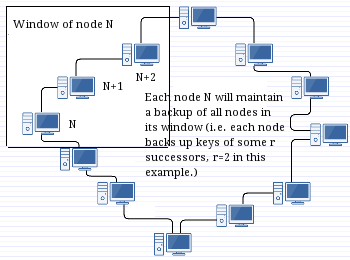 Window of node N
N+2
N+1
N
Each node N will maintain
a backup of all nodes in
its window (i.e. each node
backs up keys of some r
successors, r=2 in this
example.)